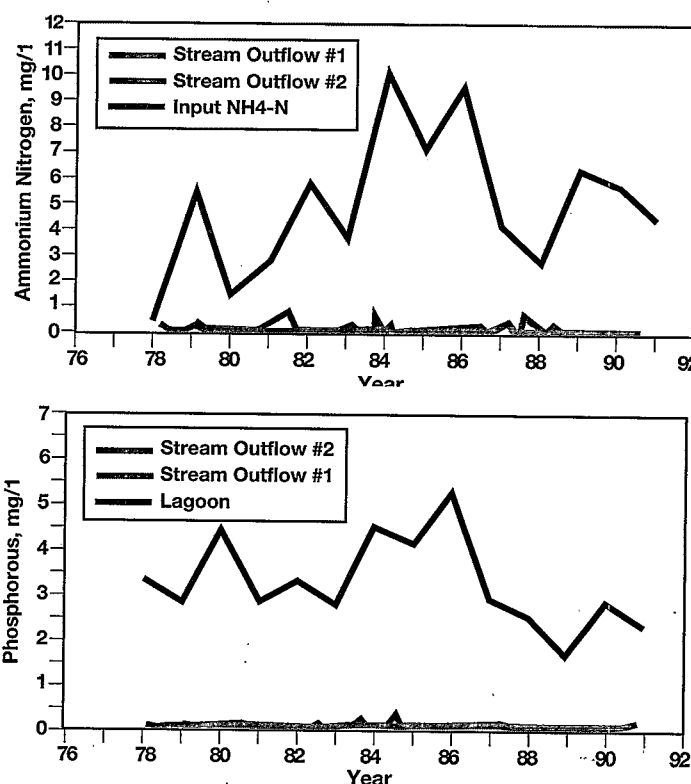 12
11
10
9
8
7
6
5
4
3
2
1
0
Ammonium Nitrogen, mg/1
Stream Outflow #1
Stream Outflow #2
Input NH4-N
76 78 80 82 84 86 88 90 92
Year
7
6
5
4
3
2
1
0
Phosphorous, mg/1
Stream Outflow #2
Stream Outflow #1
Lagoon
76 78 80 82 84 86 88 90 92
Year